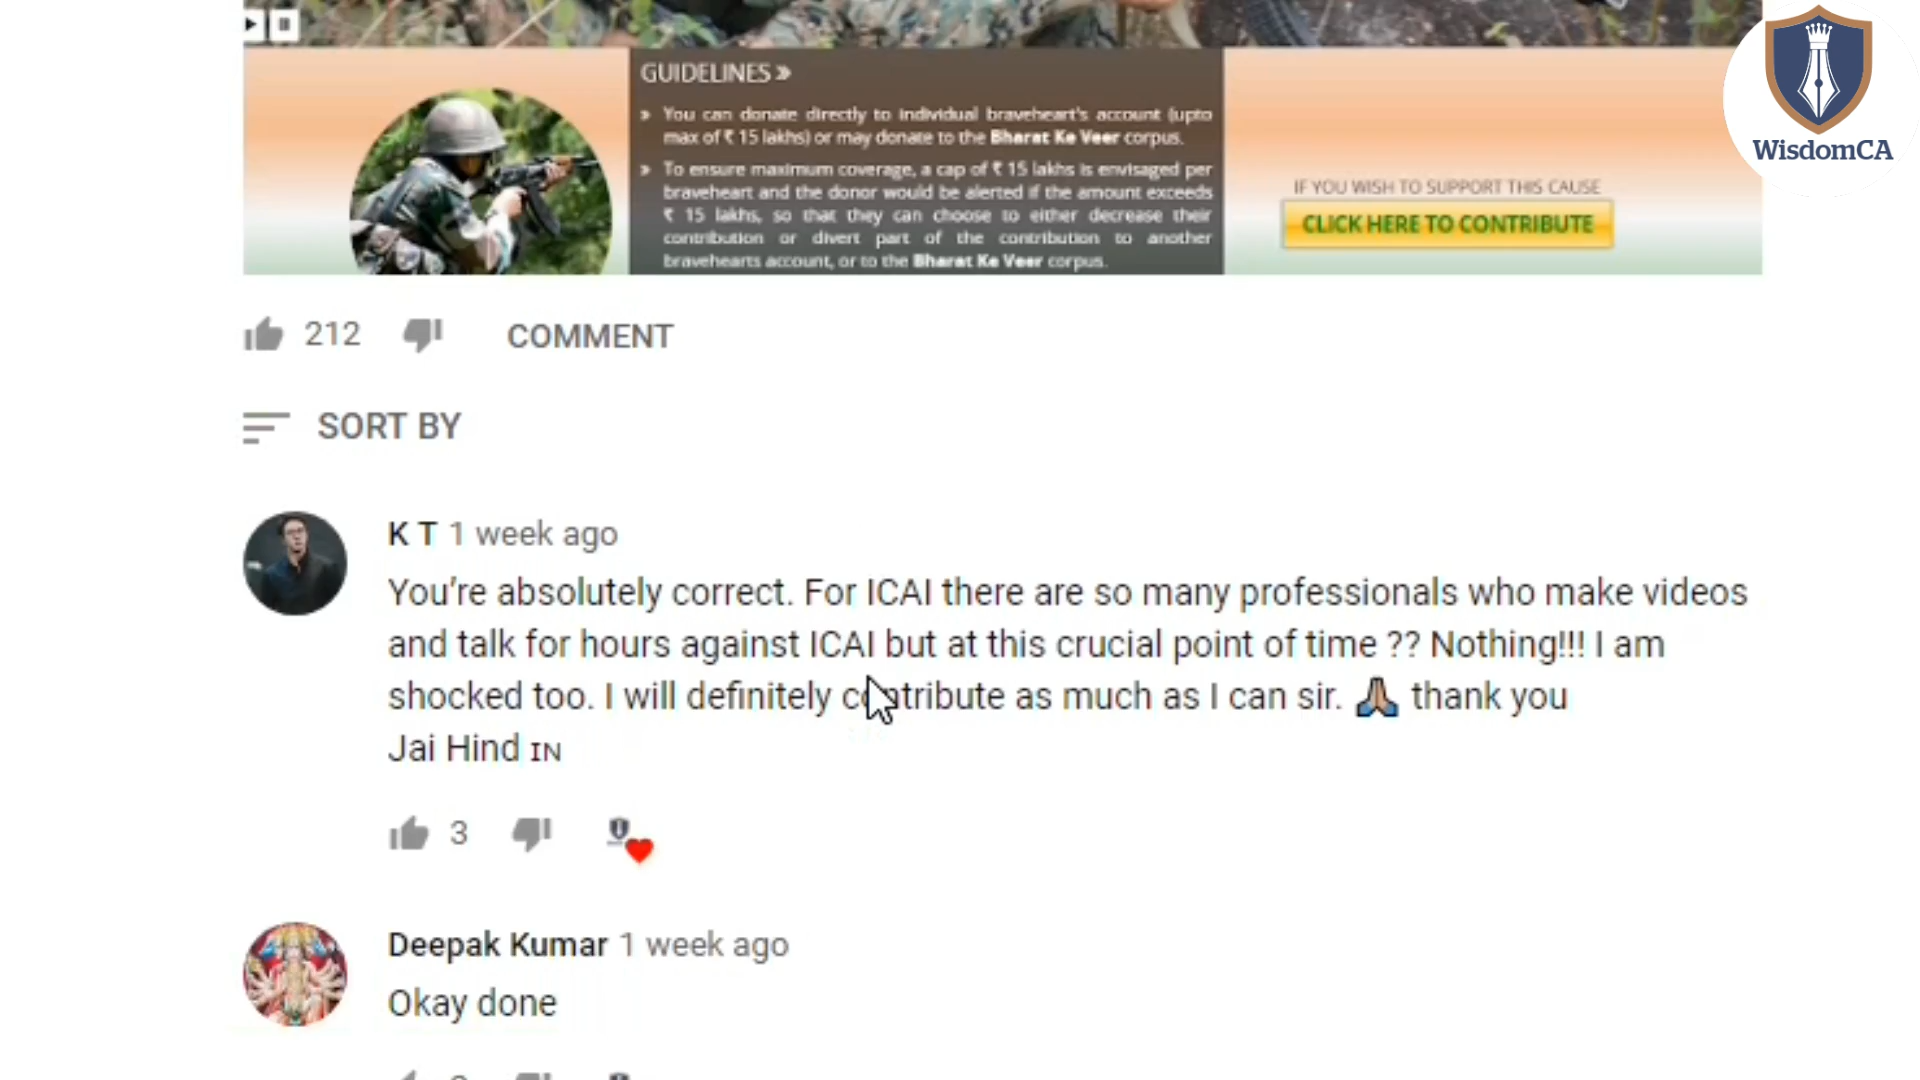 WisdomCA
GUIDELINES »
» You can donate directly to individual braveheart's account (upto
max of ₹ 15 lakhs) or may donate to the Bharat Ke Veer corpus.
» To ensure maximum coverage, a cap of ₹ 15 lakhs is envisaged per
braveheart and the donor would be alerted if the amount exceeds
₹ 15 lakhs, so that they can choose to either decrease their
contribution or divert part of the contribution to another
bravehearts account, or to the Bharat Ke Veer corpus.
IF YOU WISH TO SUPPORT THIS CAUSE
CLICK HERE TO CONTRIBUTE
212 COMMENT
SORT BY
K T 1 week ago
You're absolutely correct. For ICAI there are so many professionals who make videos
and talk for hours against ICAI but at this crucial point of time ?? Nothing!!! I am
shocked too. I will definitely contribute as much as I can sir. 🙏🏽 thank you
Jai Hind IN
3
Deepak Kumar 1 week ago
Okay done